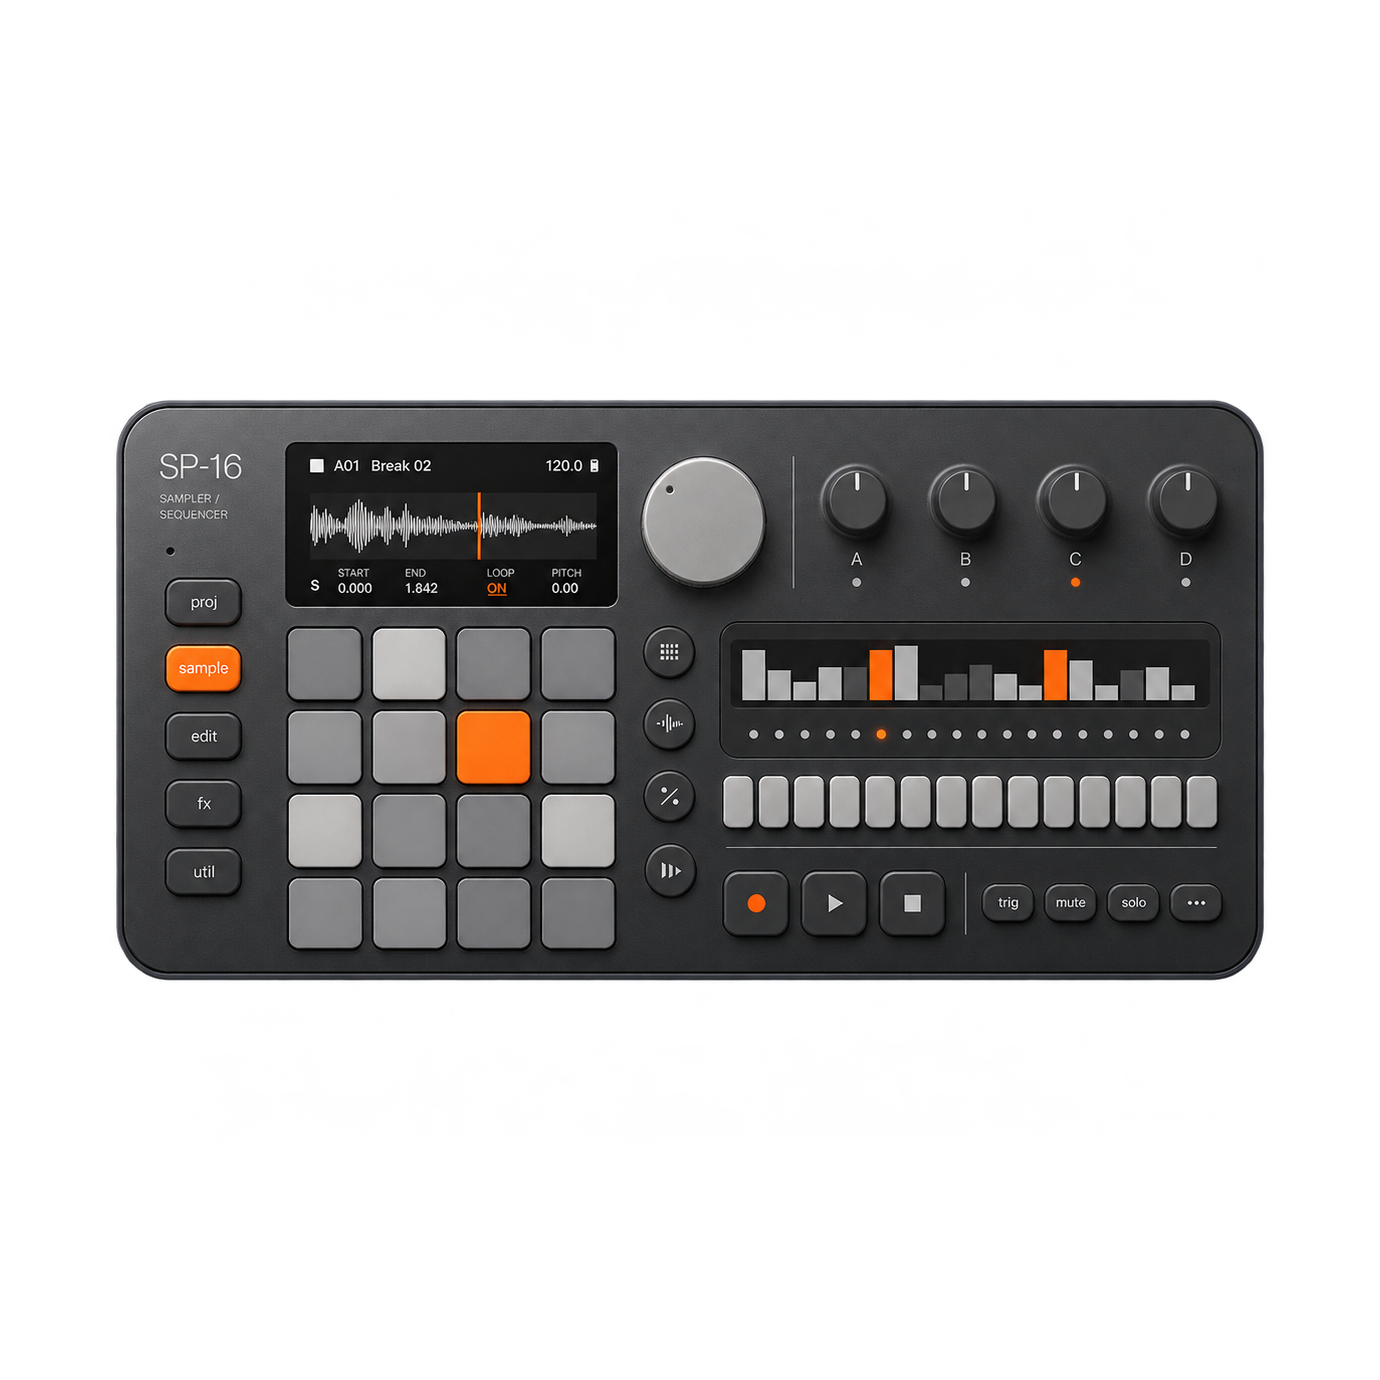 SP-16
SAMPLER /
SEQUENCER
A01 Break 02 120.0
START END LOOP PITCH
S 0.000 1.842 ON 0.00
A B C D
proj
sample
edit
fx
util
trig mute solo